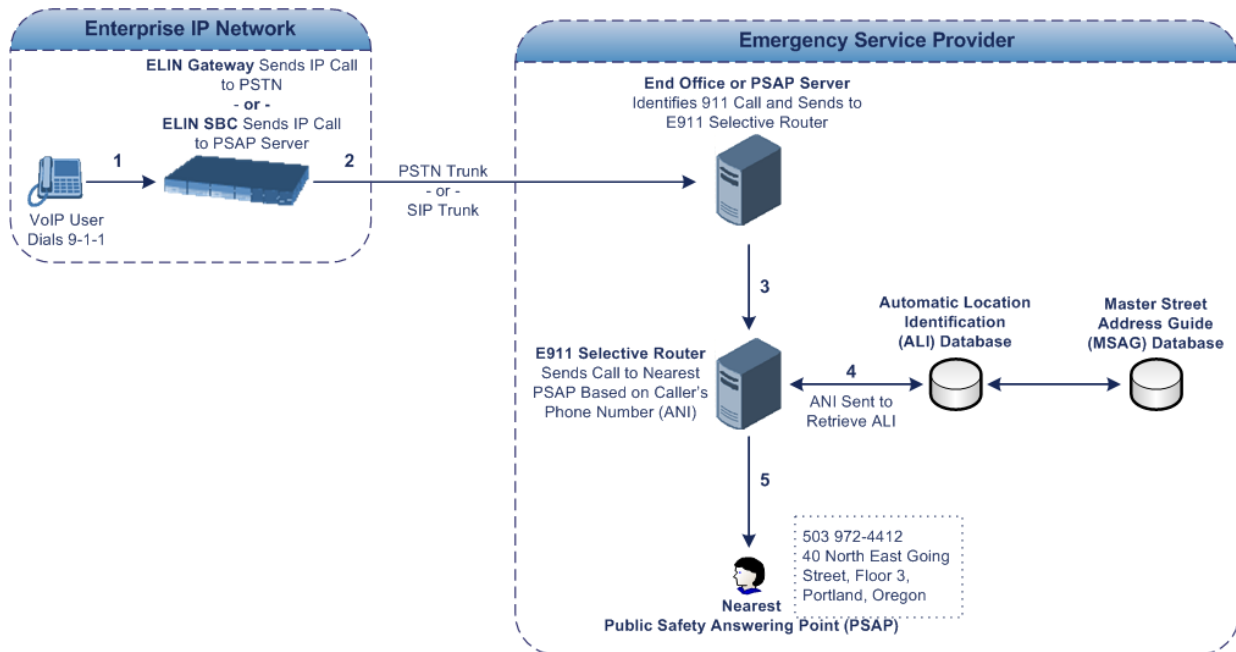 Enterprise IP Network
ELIN Gateway Sends IP Call
to PSTN
- or -
ELIN SBC Sends IP Call
to PSAP Server
1
2
VoIP User
Dials 9-1-1
PSTN Trunk
- or -
SIP Trunk
Emergency Service Provider
End Office or PSAP Server
Identifies 911 Call and Sends to
E911 Selective Router
3
E911 Selective Router
Sends Call to Nearest
PSAP Based on Caller's
Phone Number (ANI)
4
ANI Sent to
Retrieve ALI
Automatic Location
Identification
(ALI) Database
Master Street
Address Guide
(MSAG) Database
5
503 972-4412
40 North East Going
Street, Floor 3,
Portland, Oregon
Nearest
Public Safety Answering Point (PSAP)